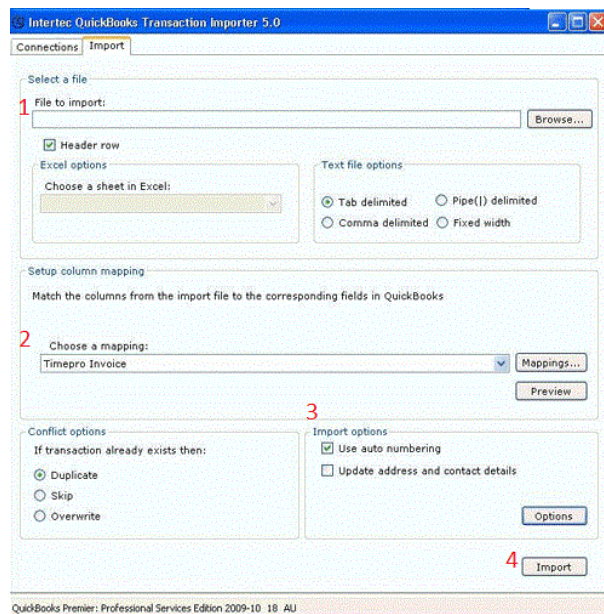 Intertec QuickBooks Transaction Importer 5.0
Connections Import
Select a file
1 File to import:
Browse...
Header row
Excel options
Choose a sheet in Excel:
Text file options
Tab delimited Pipe(|) delimited
Comma delimited Fixed width
Setup column mapping
Match the columns from the import file to the corresponding fields in QuickBooks
2 Choose a mapping:
Timepro Invoice Mappings...
Preview
3
Conflict options
If transaction already exists then:
Duplicate
Skip
Overwrite
Import options
Use auto numbering
Update address and contact details
Options
4 Import
QuickBooks Premier: Professional Services Edition 2009-10 18 AU